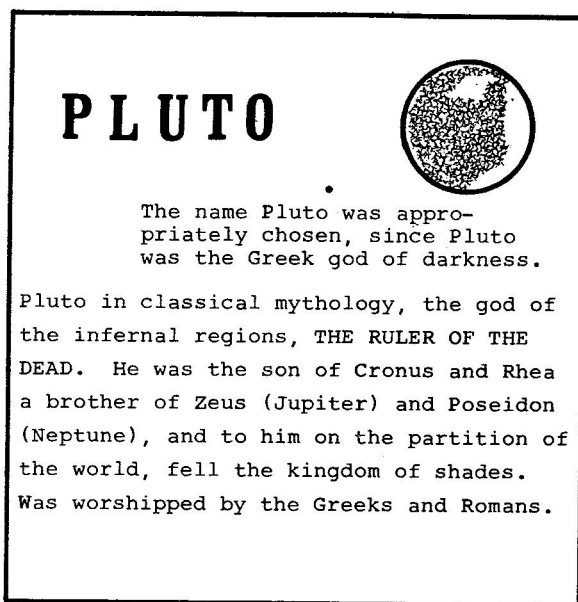 PLUTO
The name Pluto was appro-
priately chosen, since Pluto
was the Greek god of darkness.
Pluto in classical mythology, the god of
the infernal regions, THE RULER OF THE
DEAD. He was the son of Cronus and Rhea
a brother of Zeus (Jupiter) and Poseidon
(Neptune), and to him on the partition of
the world, fell the kingdom of shades.
Was worshipped by the Greeks and Romans.